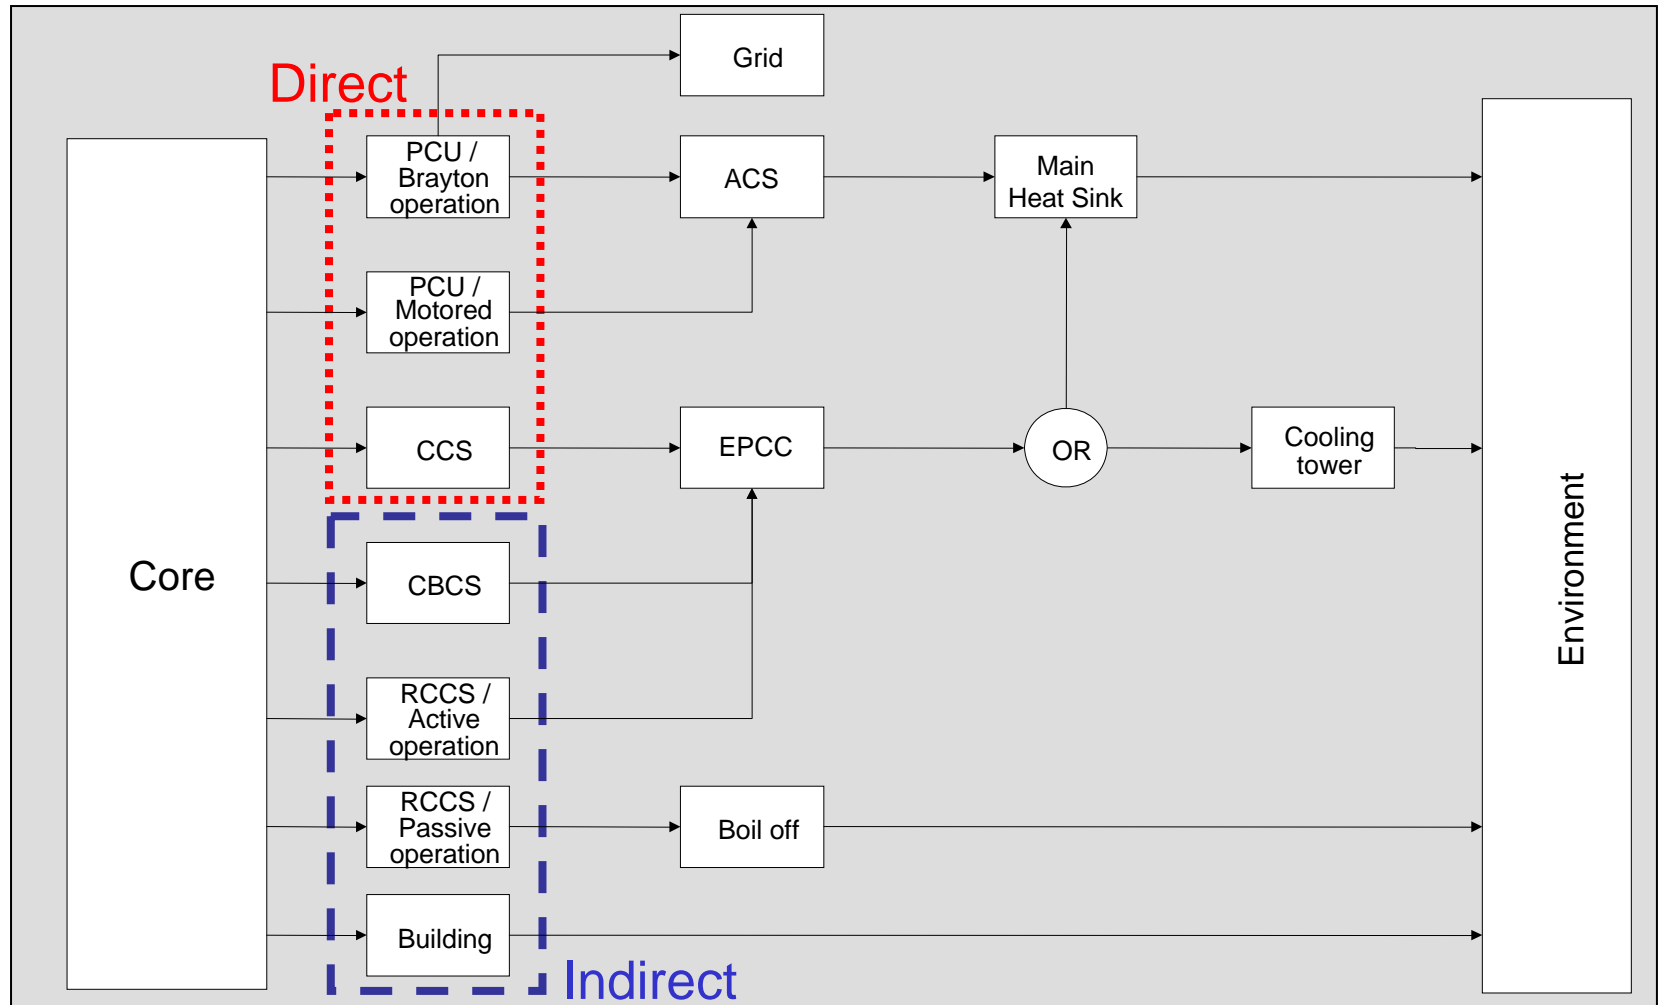 Grid
Direct
PCU /
Brayton
operation
ACS
Main
Heat Sink
PCU /
Motored
operation
CCS
EPCC
OR
Cooling
tower
Core
CBCS
Environment
RCCS /
Active
operation
RCCS /
Passive
operation
Boil off
Building
Indirect